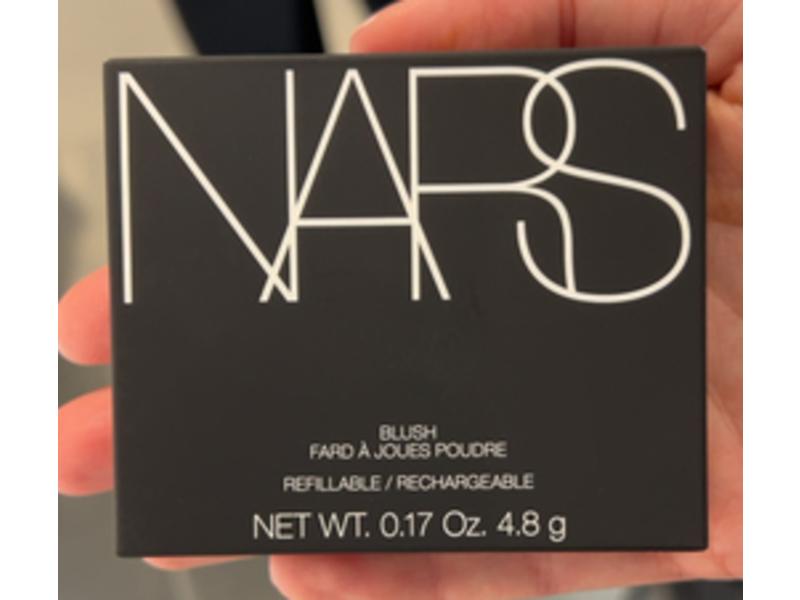 NARS
BLUSH
FARD À JOUES POUDRE
REFILLABLE / RECHARGEABLE
NET WT. 0.17 Oz. 4.8 g